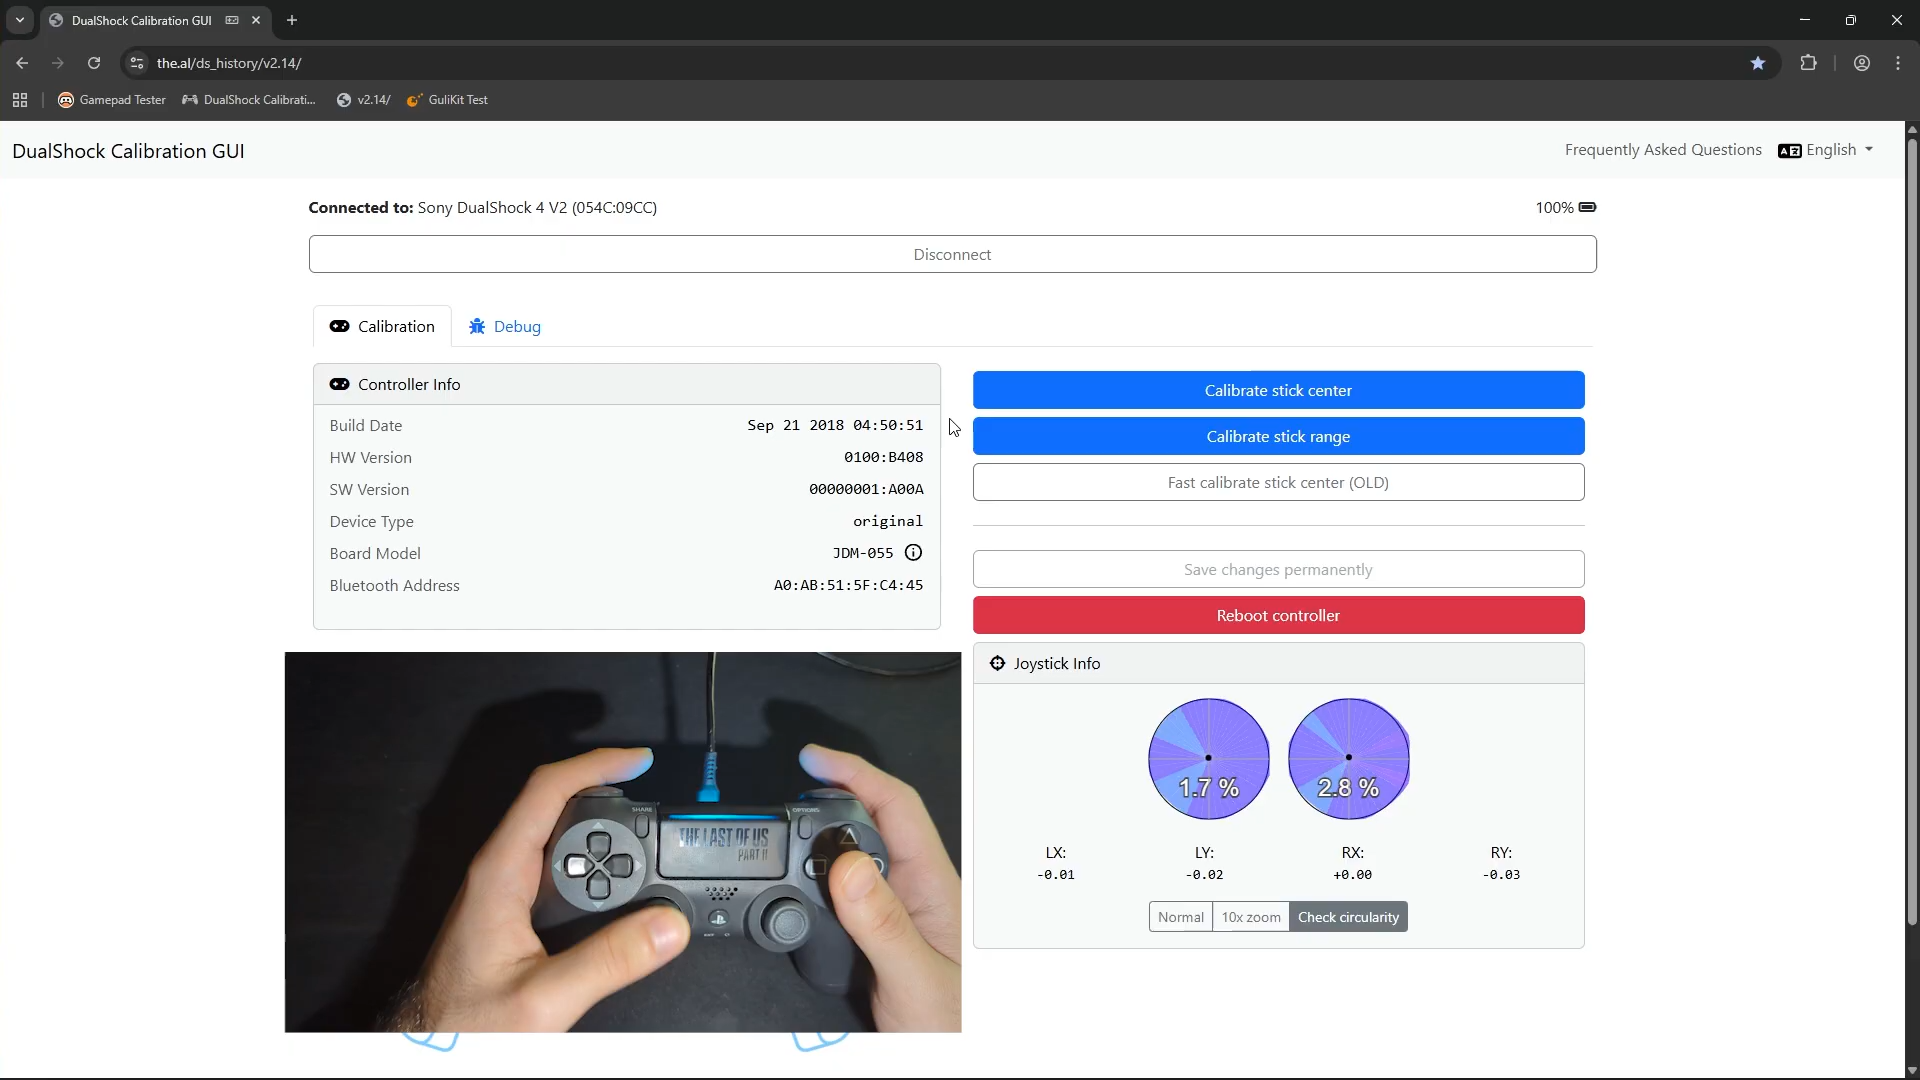 DualShock Calibration GUI
the.al/ds_history/v2.14/
Gamepad Tester
DualShock Calibrati...
v2.14/
GuliKit Test
DualShock Calibration GUI
Frequently Asked Questions
English
Connected to: Sony DualShock 4 V2 (054C:09CC)
100%
Disconnect
Calibration
Debug
Controller Info
Build Date Sep 21 2018 04:50:51
HW Version 0100:B408
SW Version 00000001:A00A
Device Type original
Board Model JDM-055
Bluetooth Address A0:AB:51:5F:C4:45
Calibrate stick center
Calibrate stick range
Fast calibrate stick center (OLD)
Save changes permanently
Reboot controller
Joystick Info
1.7 %
2.8 %
LX: LY: RX: RY:
-0.01 -0.02 +0.00 -0.03
Normal
10x zoom
Check circularity
SHARE
OPTIONS
THE LAST OF US
PART II